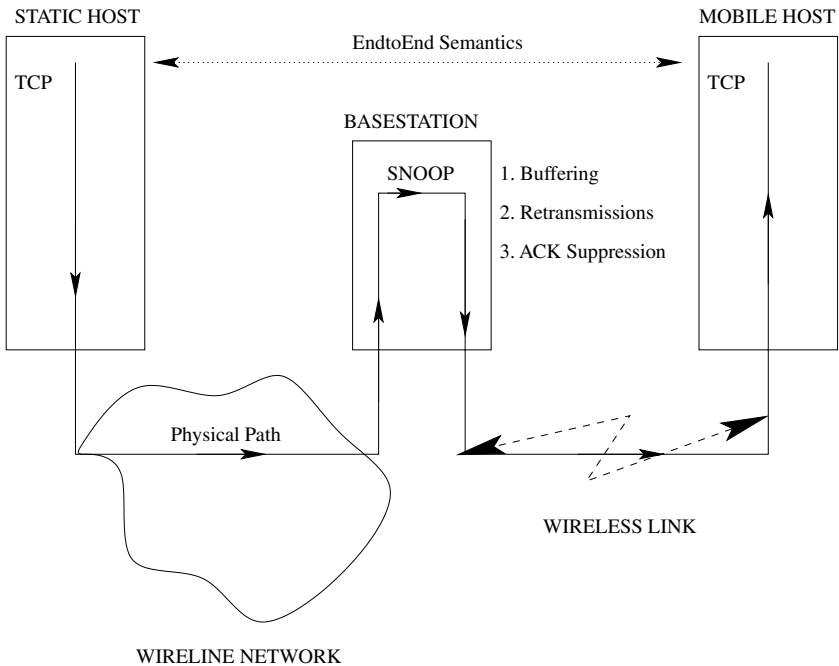 STATIC HOST
MOBILE HOST
EndtoEnd Semantics
TCP
TCP
BASESTATION
SNOOP
1. Buffering
2. Retransmissions
3. ACK Suppression
Physical Path
WIRELESS LINK
WIRELINE NETWORK